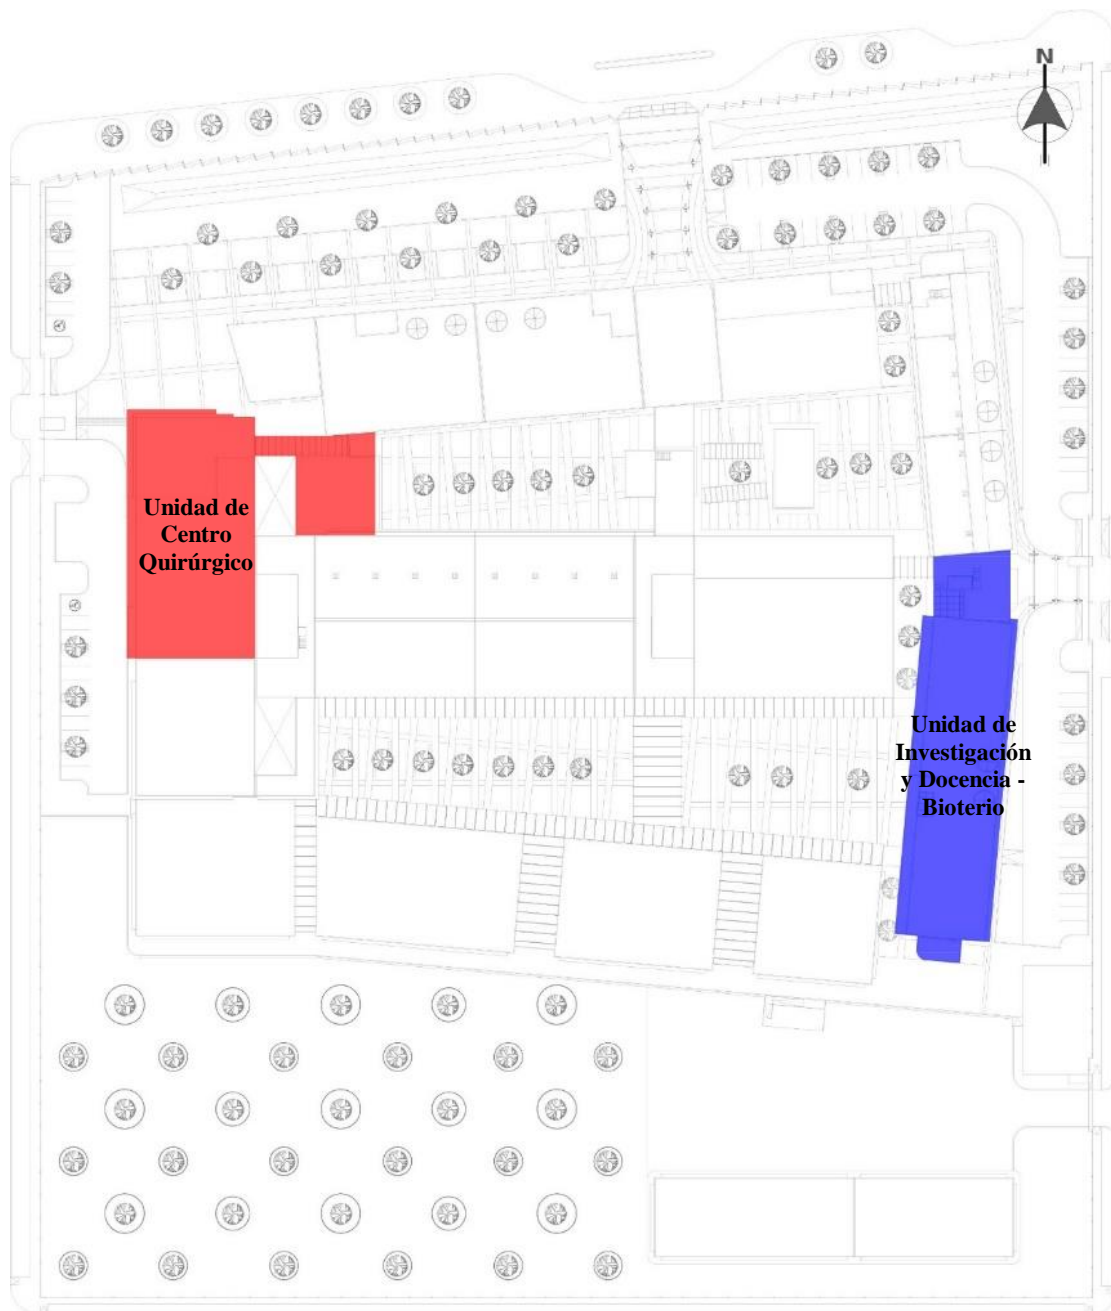 N
Unidad de
Centro
Quirúrgico
Unidad de
Investigación
y Docencia -
Bioterio